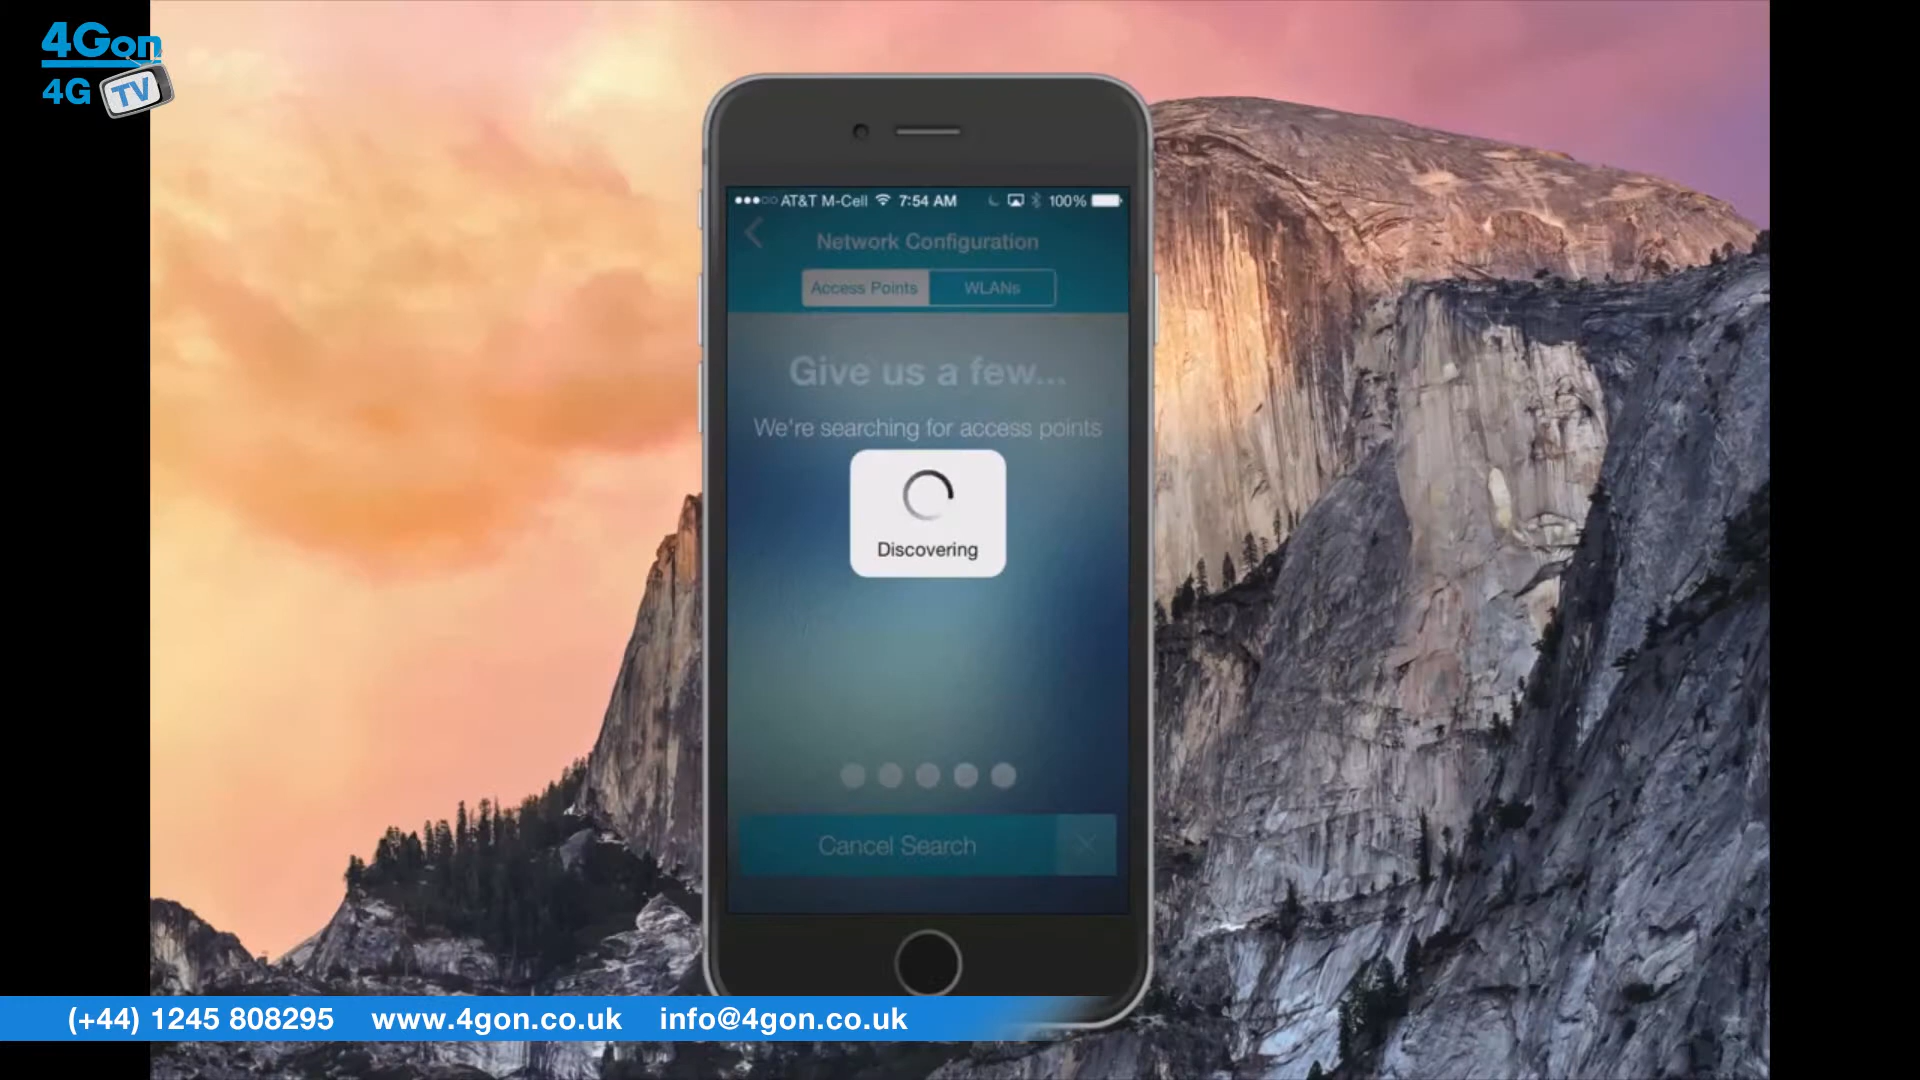 4Gon
4G TV
AT&T M-Cell 7:54 AM 100%
Network Configuration
Access Points WLANs
Give us a few...
We're searching for access points
Discovering
Cancel Search
(+44) 1245 808295 www.4gon.co.uk info@4gon.co.uk